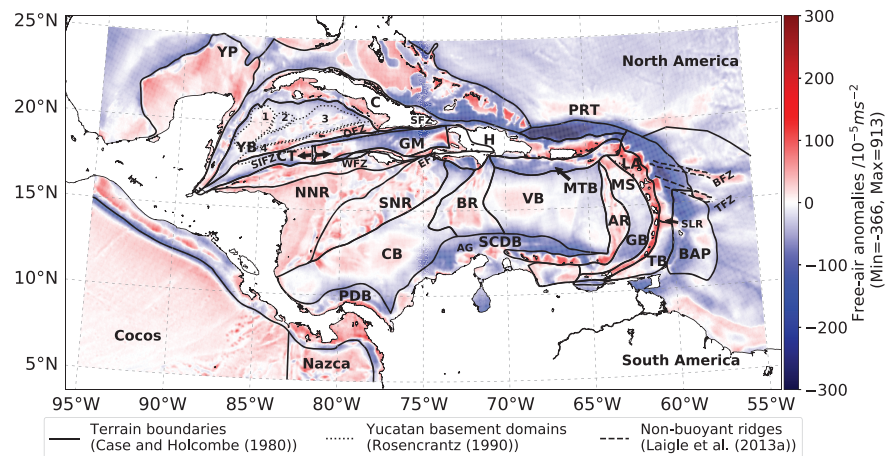 25°N
20°N
15°N
10°N
5°N
YP
North America
C
PRT
1
2
3
SFZ
OFZ
YB
4
GM
H
SIFZ
CT
WFZ
EF
LA
BFZ
NNR
MTB
MS
SNR
BR
VB
TFZ
AR
SLR
CB
AG
SCDB
GB
TB
BAP
PDB
Cocos
Nazca
South America
95°W 90°W 85°W 80°W 75°W 70°W 65°W 60°W 55°W
300
200
100
0
−100
−200
−300
Free-air anomalies /10⁻⁵ms⁻²
(Min=-366, Max=913)
Terrain boundaries
(Case and Holcombe (1980))
Yucatan basement domains
(Rosencrantz (1990))
Non-buoyant ridges
(Laigle et al. (2013a))